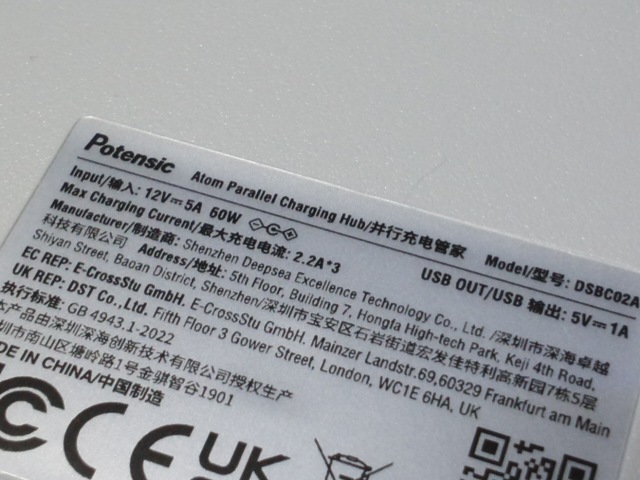 Potensic Atom Parallel Charging Hub/并行充电管家 Model/型号: DSBC02A
Input/输入: 12V⎓5A 60W
Max Charging Current/最大充电电流: 2.2A*3 USB OUT/USB 输出: 5V⎓1A
Manufacturer/制造商: Shenzhen Deepsea Excellence Technology Co., Ltd. /深圳市深海卓越
科技有限公司 Address/地址: 5th Floor, Building 7, Hongfa High-tech Park, Keji 4th Road,
Shiyan Street, Baoan District, Shenzhen/深圳市宝安区石岩街道宏发佳特利高新园7栋5层
EC REP: E-CrossStu GmbH. E-CrossStu GmbH. Mainzer Landstr.69,60329 Frankfurt am Main
UK REP: DST Co., Ltd. Fifth Floor 3 Gower Street, London, WC1E 6HA, UK
执行标准: GB 4943.1-2022
本产品由深圳深海创新技术有限公司授权生产
圳市南山区塘岭路1号金骐智谷1901
MADE IN CHINA/中国制造
CE
UK